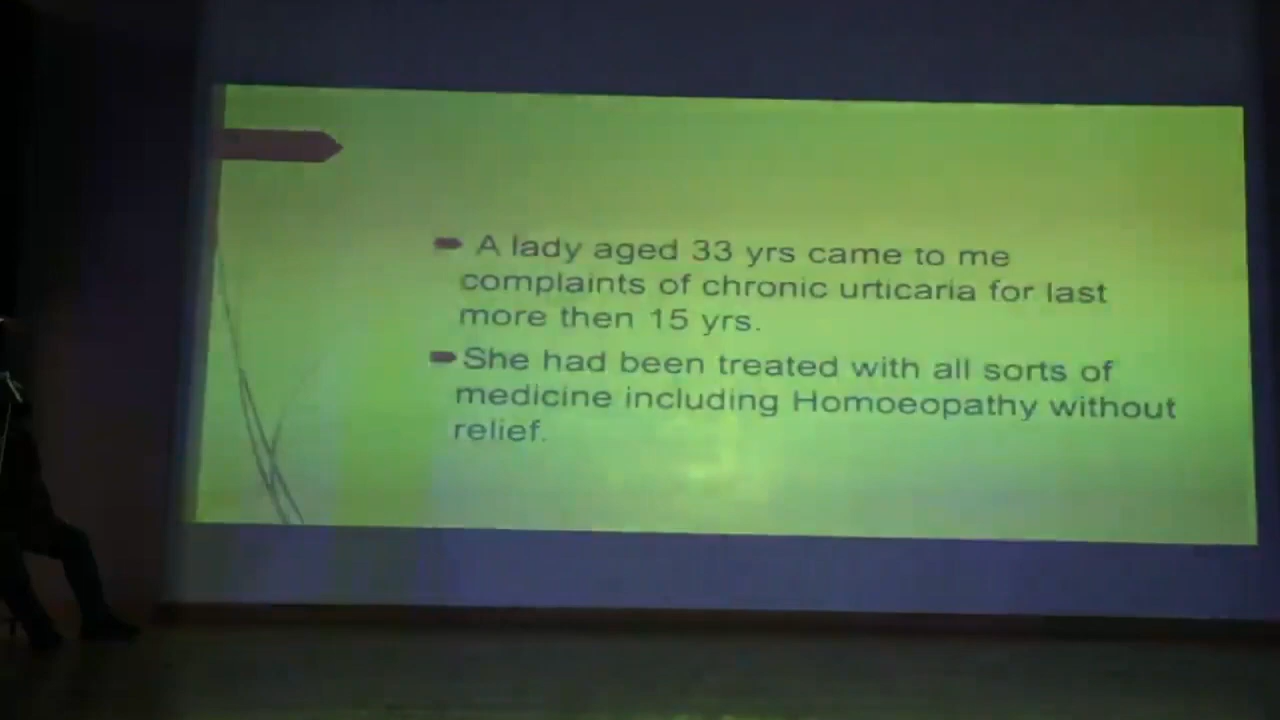 A lady aged 33 yrs came to me
complaints of chronic urticaria for last
more then 15 yrs.
She had been treated with all sorts of
medicine including Homoeopathy without
relief.